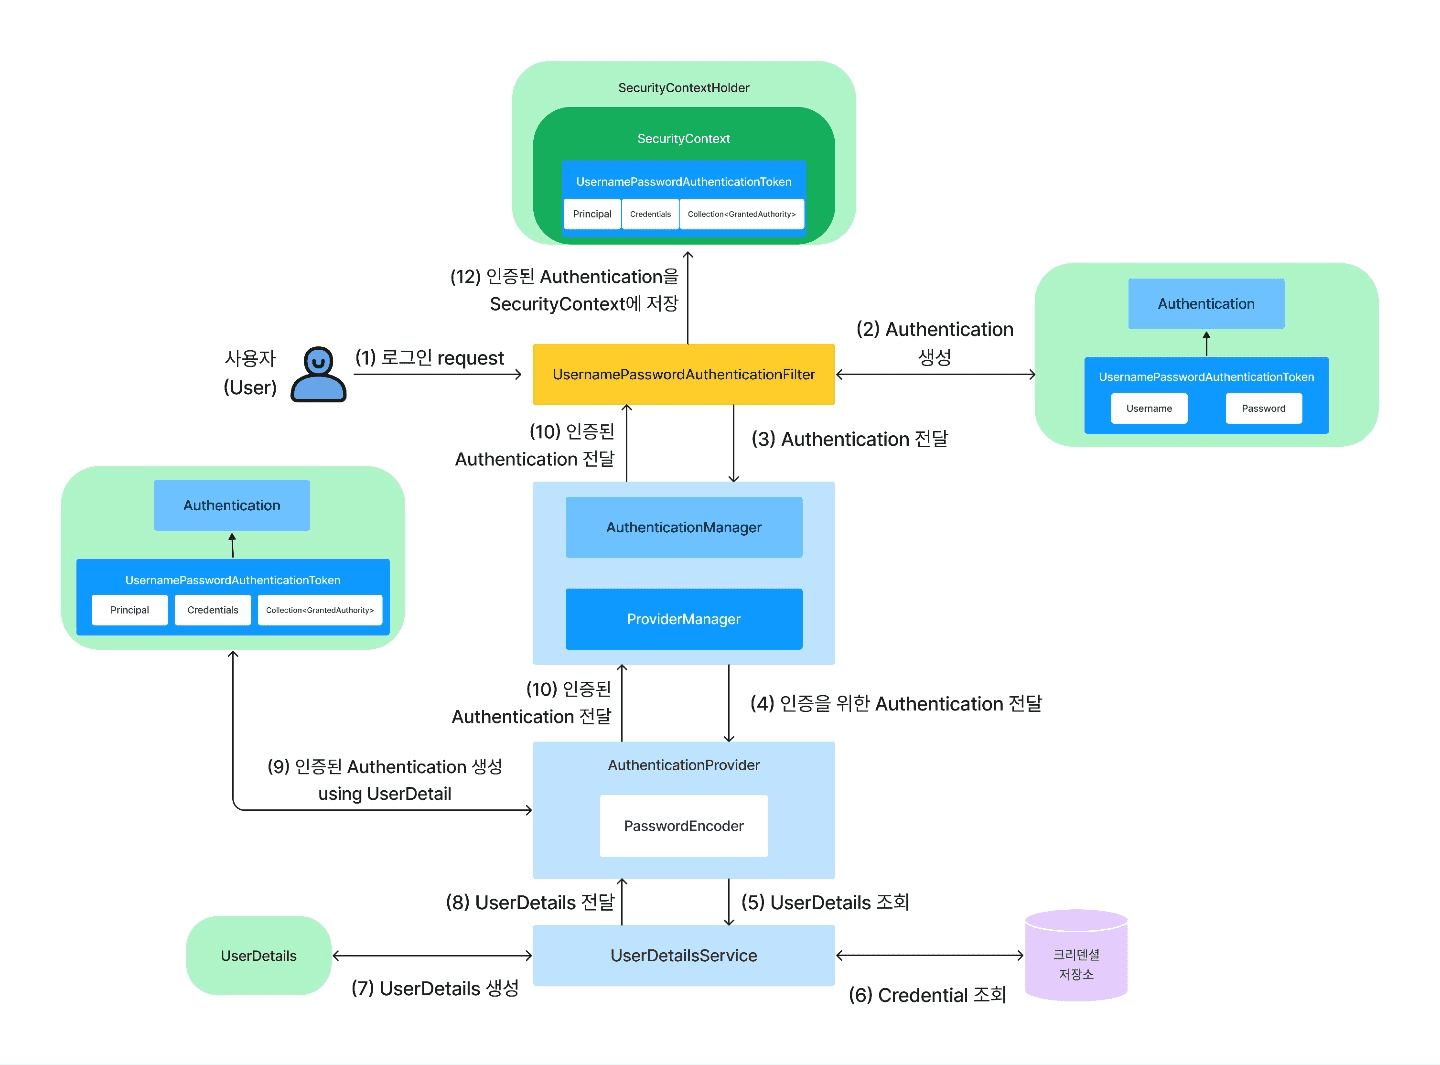 SecurityContextHolder
SecurityContext
UsernamePasswordAuthenticationToken
Principal
Credentials
Collection<GrantedAuthority>
(12) 인증된 Authentication을
SecurityContext에 저장
사용자
(User)
(1) 로그인 request
UsernamePasswordAuthenticationFilter
(2) Authentication
생성
Authentication
UsernamePasswordAuthenticationToken
Username
Password
(10) 인증된
Authentication 전달
(3) Authentication 전달
Authentication
UsernamePasswordAuthenticationToken
Principal
Credentials
Collection<GrantedAuthority>
AuthenticationManager
ProviderManager
(10) 인증된
Authentication 전달
(4) 인증을 위한 Authentication 전달
(9) 인증된 Authentication 생성
using UserDetail
AuthenticationProvider
PasswordEncoder
(8) UserDetails 전달
(5) UserDetails 조회
UserDetails
(7) UserDetails 생성
UserDetailsService
(6) Credential 조회
크리덴셜
저장소